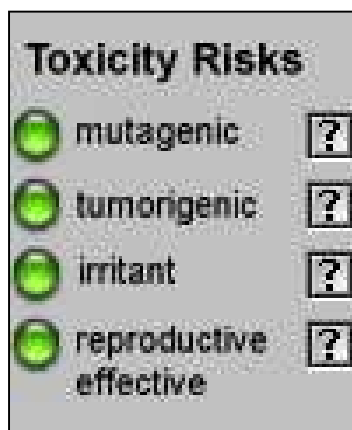 Toxicity Risks
mutagenic ?
tumorigenic ?
irritant ?
reproductive ?
effective